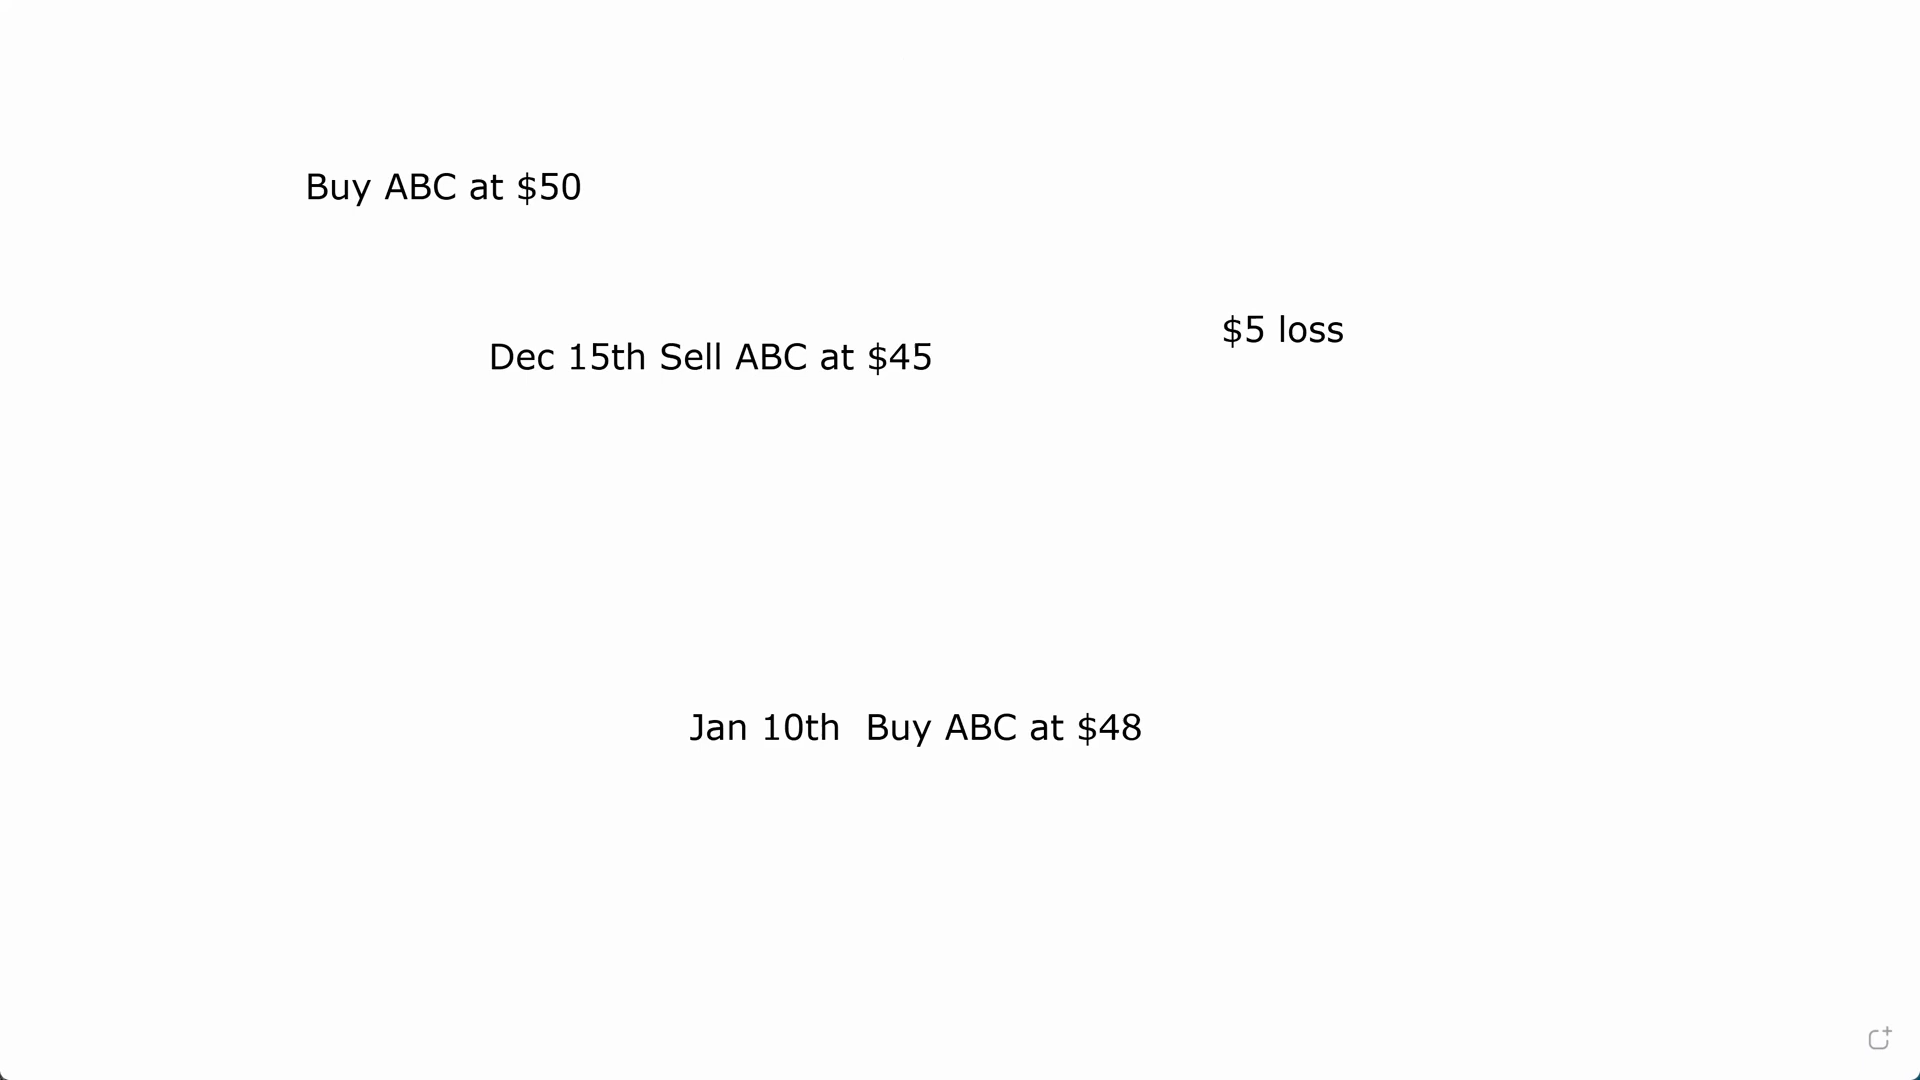 Buy ABC at $50
$5 loss
Dec 15th Sell ABC at $45
Jan 10th  Buy ABC at $48